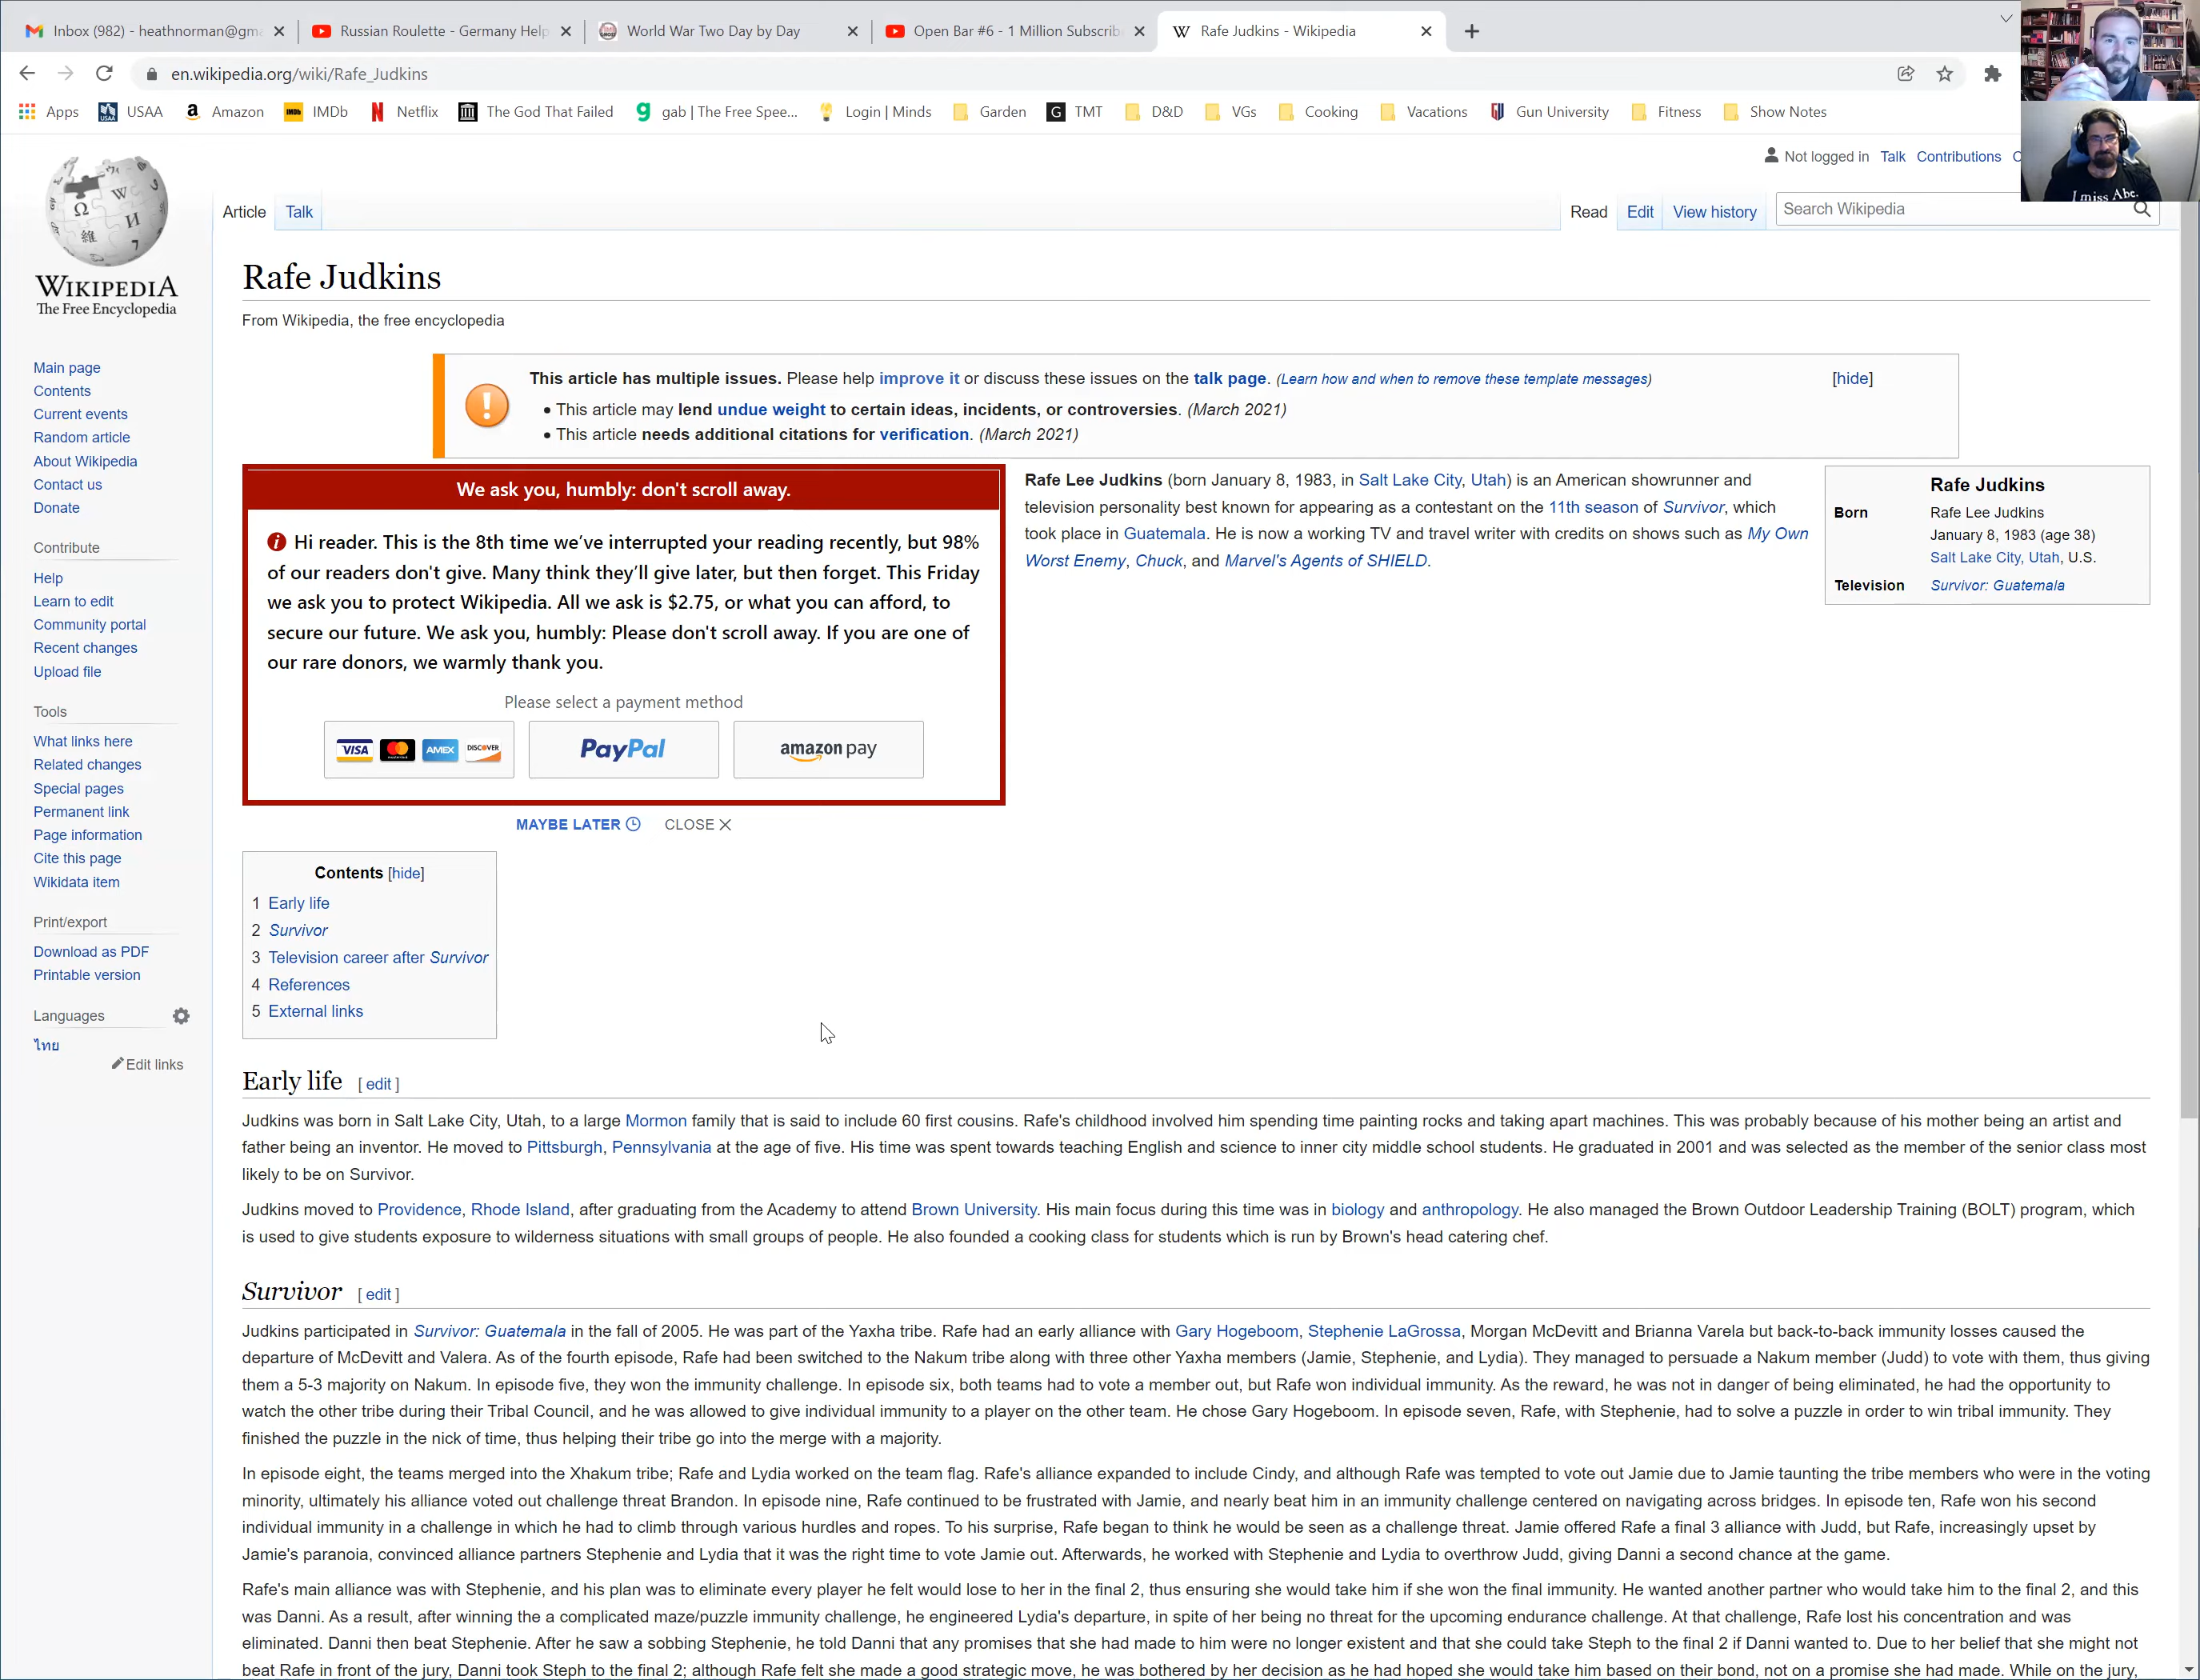 Inbox (982) - heathnorman@gm
Russian Roulette - Germany Help
World War Two Day by Day
Open Bar #6 - 1 Million Subscrib
W Rafe Judkins - Wikipedia
en.wikipedia.org/wiki/Rafe_Judkins
Apps USAA Amazon IMDb Netflix The God That Failed gab | The Free Spee... Login | Minds Garden TMT D&D VGs Cooking Vacations Gun University Fitness Show Notes
I miss Abe.
Not logged in Talk Contributions C
Article Talk Read Edit View history Search Wikipedia
WIKIPEDIA
The Free Encyclopedia
Main page
Contents
Current events
Random article
About Wikipedia
Contact us
Donate
Contribute
Help
Learn to edit
Community portal
Recent changes
Upload file
Tools
What links here
Related changes
Special pages
Permanent link
Page information
Cite this page
Wikidata item
Print/export
Download as PDF
Printable version
Languages
ไทย
Edit links
Rafe Judkins
From Wikipedia, the free encyclopedia
This article has multiple issues. Please help improve it or discuss these issues on the talk page. (Learn how and when to remove these template messages) [hide]
• This article may lend undue weight to certain ideas, incidents, or controversies. (March 2021)
• This article needs additional citations for verification. (March 2021)
We ask you, humbly: don't scroll away.
Hi reader. This is the 8th time we've interrupted your reading recently, but 98%
of our readers don't give. Many think they'll give later, but then forget. This Friday
we ask you to protect Wikipedia. All we ask is $2.75, or what you can afford, to
secure our future. We ask you, humbly: Please don't scroll away. If you are one of
our rare donors, we warmly thank you.
Please select a payment method
VISA AMEX DISCOVER PayPal amazon pay
MAYBE LATER CLOSE
Rafe Lee Judkins (born January 8, 1983, in Salt Lake City, Utah) is an American showrunner and
television personality best known for appearing as a contestant on the 11th season of Survivor, which
took place in Guatemala. He is now a working TV and travel writer with credits on shows such as My Own
Worst Enemy, Chuck, and Marvel's Agents of SHIELD.
Rafe Judkins
Born Rafe Lee Judkins
January 8, 1983 (age 38)
Salt Lake City, Utah, U.S.
Television Survivor: Guatemala
Contents [hide]
1 Early life
2 Survivor
3 Television career after Survivor
4 References
5 External links
Early life [ edit ]
Judkins was born in Salt Lake City, Utah, to a large Mormon family that is said to include 60 first cousins. Rafe's childhood involved him spending time painting rocks and taking apart machines. This was probably because of his mother being an artist and
father being an inventor. He moved to Pittsburgh, Pennsylvania at the age of five. His time was spent towards teaching English and science to inner city middle school students. He graduated in 2001 and was selected as the member of the senior class most
likely to be on Survivor.
Judkins moved to Providence, Rhode Island, after graduating from the Academy to attend Brown University. His main focus during this time was in biology and anthropology. He also managed the Brown Outdoor Leadership Training (BOLT) program, which
is used to give students exposure to wilderness situations with small groups of people. He also founded a cooking class for students which is run by Brown's head catering chef.
Survivor [ edit ]
Judkins participated in Survivor: Guatemala in the fall of 2005. He was part of the Yaxha tribe. Rafe had an early alliance with Gary Hogeboom, Stephenie LaGrossa, Morgan McDevitt and Brianna Varela but back-to-back immunity losses caused the
departure of McDevitt and Valera. As of the fourth episode, Rafe had been switched to the Nakum tribe along with three other Yaxha members (Jamie, Stephenie, and Lydia). They managed to persuade a Nakum member (Judd) to vote with them, thus giving
them a 5-3 majority on Nakum. In episode five, they won the immunity challenge. In episode six, both teams had to vote a member out, but Rafe won individual immunity. As the reward, he was not in danger of being eliminated, he had the opportunity to
watch the other tribe during their Tribal Council, and he was allowed to give individual immunity to a player on the other team. He chose Gary Hogeboom. In episode seven, Rafe, with Stephenie, had to solve a puzzle in order to win tribal immunity. They
finished the puzzle in the nick of time, thus helping their tribe go into the merge with a majority.
In episode eight, the teams merged into the Xhakum tribe; Rafe and Lydia worked on the team flag. Rafe's alliance expanded to include Cindy, and although Rafe was tempted to vote out Jamie due to Jamie taunting the tribe members who were in the voting
minority, ultimately his alliance voted out challenge threat Brandon. In episode nine, Rafe continued to be frustrated with Jamie, and nearly beat him in an immunity challenge centered on navigating across bridges. In episode ten, Rafe won his second
individual immunity in a challenge in which he had to climb through various hurdles and ropes. To his surprise, Rafe began to think he would be seen as a challenge threat. Jamie offered Rafe a final 3 alliance with Judd, but Rafe, increasingly upset by
Jamie's paranoia, convinced alliance partners Stephenie and Lydia that it was the right time to vote Jamie out. Afterwards, he worked with Stephenie and Lydia to overthrow Judd, giving Danni a second chance at the game.
Rafe's main alliance was with Stephenie, and his plan was to eliminate every player he felt would lose to her in the final 2, thus ensuring she would take him if she won the final immunity. He wanted another partner who would take him to the final 2, and this
was Danni. As a result, after winning the a complicated maze/puzzle immunity challenge, he engineered Lydia's departure, in spite of her being no threat for the upcoming endurance challenge. At that challenge, Rafe lost his concentration and was
eliminated. Danni then beat Stephenie. After he saw a sobbing Stephenie, he told Danni that any promises that she had made to him were no longer existent and that she could take Steph to the final 2 if Danni wanted to. Due to her belief that she might not
beat Rafe in front of the jury, Danni took Steph to the final 2; although Rafe felt she made a good strategic move, he was bothered by her decision as he had hoped she would take him based on their bond, not on a promise she had made. While on the jury,